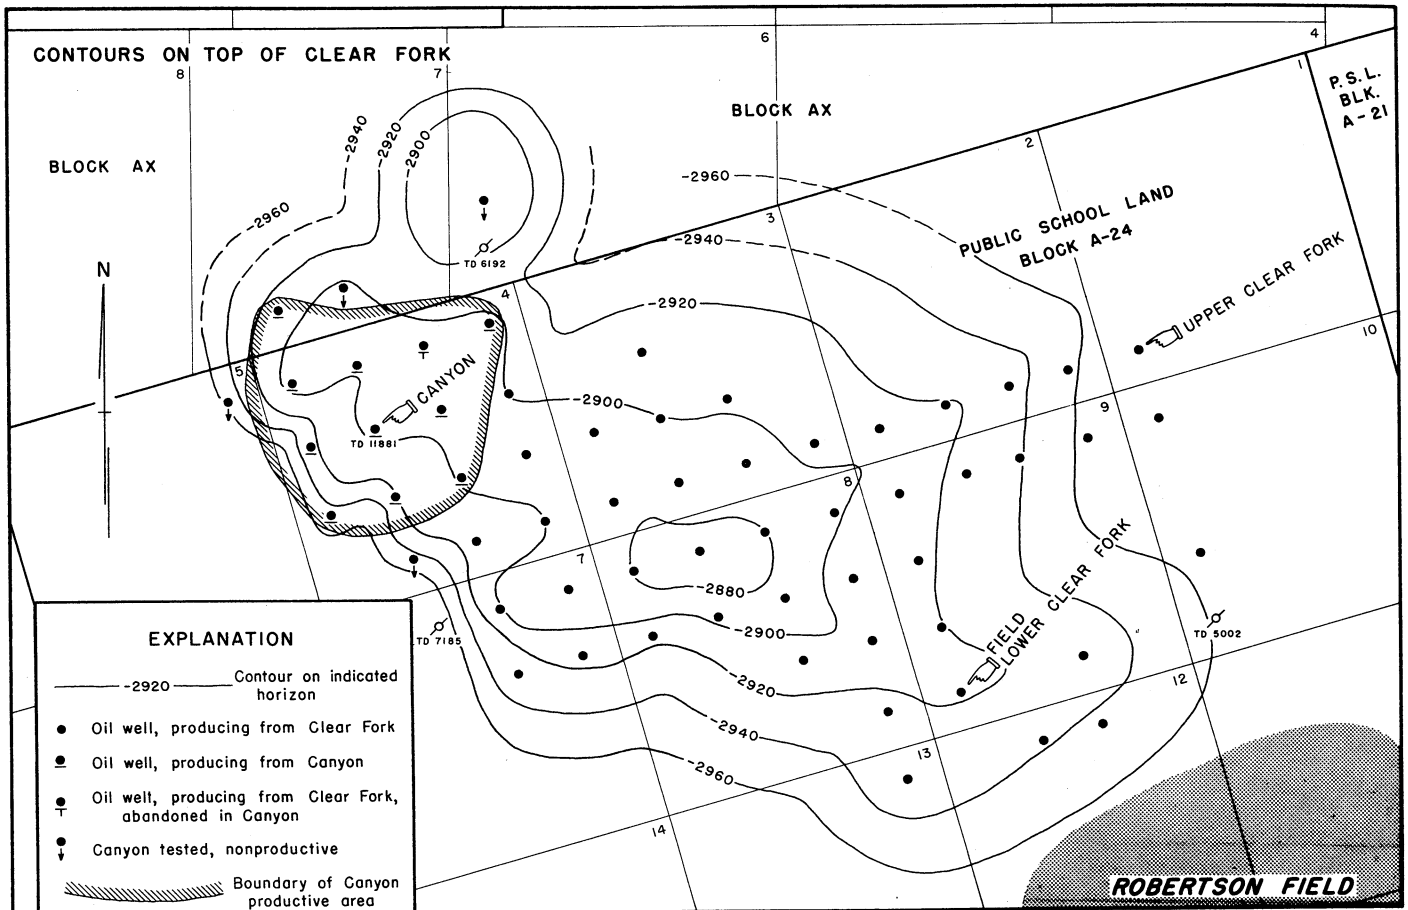 CONTOURS ON TOP OF CLEAR FORK
8
7
6
4
1
BLOCK AX
BLOCK AX
P. S. L.
BLK.
A-21
-2940
-2920
-2900
-2960
-2960
-2940
-2920
2
3
PUBLIC SCHOOL LAND
BLOCK A-24
UPPER CLEAR FORK
10
N
TD 6192
4
5
CANYON
TD 11881
-2900
9
8
7
-2880
-2900
FIELD
LOWER CLEAR FORK
TD 7185
TD 5002
12
-2920
-2940
-2960
13
14
EXPLANATION
-2920 Contour on indicated
horizon
Oil well, producing from Clear Fork
Oil well, producing from Canyon
Oil well, producing from Clear Fork,
abandoned in Canyon
Canyon tested, nonproductive
Boundary of Canyon
productive area
ROBERTSON FIELD